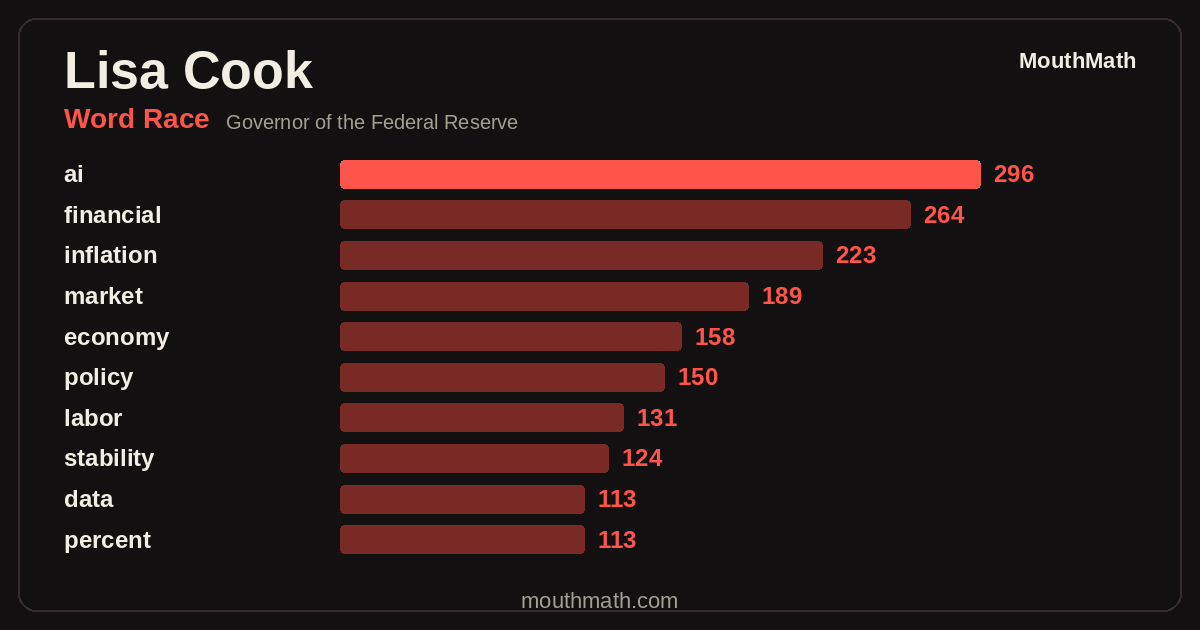 Lisa Cook
MouthMath
Word Race Governor of the Federal Reserve
ai 296
financial 264
inflation 223
market 189
economy 158
policy 150
labor 131
stability 124
data 113
percent 113
mouthmath.com